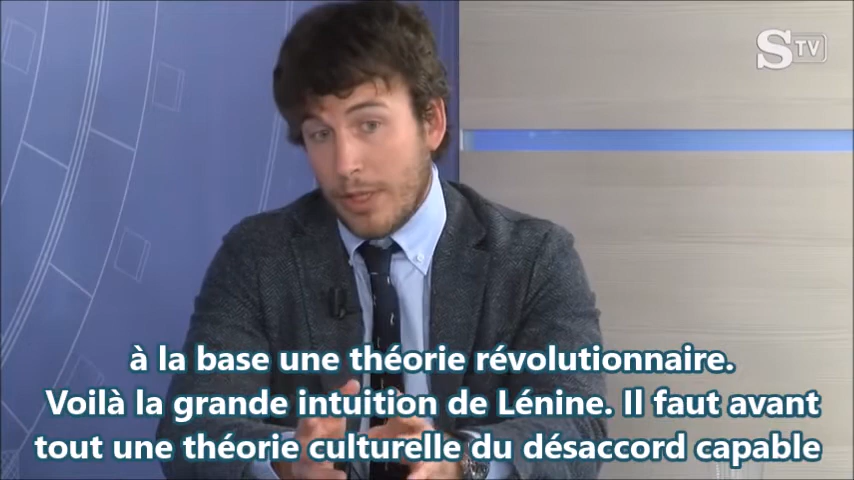 S TV
à la base une théorie révolutionnaire.
Voilà la grande intuition de Lénine. Il faut avant
tout une théorie culturelle du désaccord capable